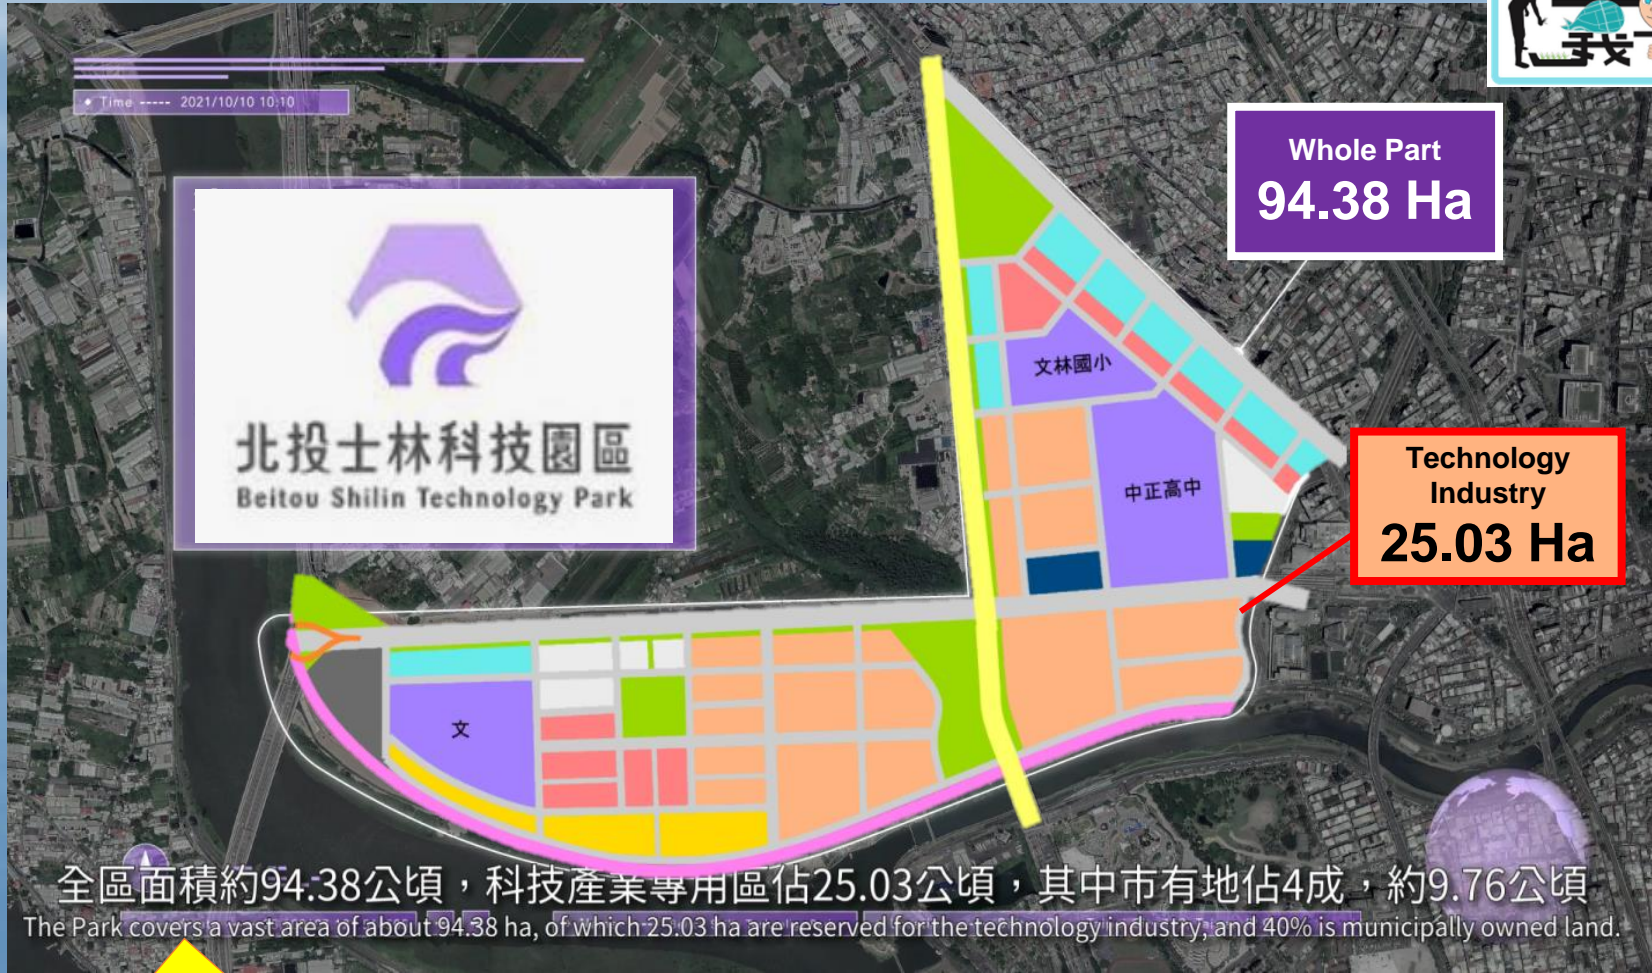 我
Time ----- 2021/10/10 10:10
Whole Part
94.38 Ha
北投士林科技園區
Beitou Shilin Technology Park
文林國小
中正高中
Technology
Industry
25.03 Ha
文
全區面積約94.38公頃，科技產業專用區佔25.03公頃，其中市有地佔4成，約9.76公頃
The Park covers a vast area of about 94.38 ha, of which 25.03 ha are reserved for the technology industry, and 40% is municipally owned land.